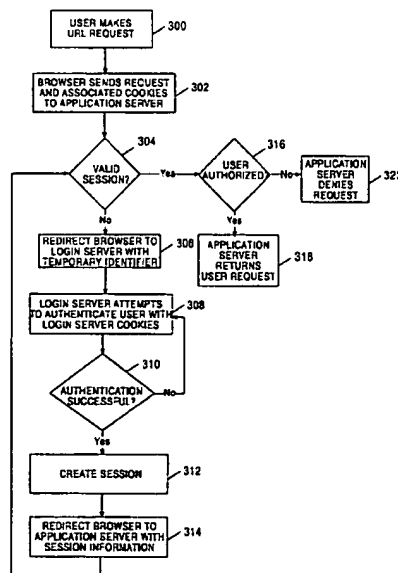 USER MAKES
URL REQUEST
300
BROWSER SENDS REQUEST
AND ASSOCIATED COOKIES
TO APPLICATION SERVER
302
304
VALID
SESSION?
Yes
316
USER
AUTHORIZED?
No
APPLICATION
SERVER
DENIES
REQUEST
No
Yes
REDIRECT BROWSER TO
LOGIN SERVER WITH
TEMPORARY IDENTIFIER
306
APPLICATION
SERVER
RETURNS
USER REQUEST
318
LOGIN SERVER ATTEMPTS
TO AUTHENTICATE USER WITH
LOGIN SERVER COOKIES
308
310
AUTHENTICATION
SUCCESSFUL?
No
Yes
CREATE SESSION
312
REDIRECT BROWSER TO
APPLICATION SERVER WITH
SESSION INFORMATION
314